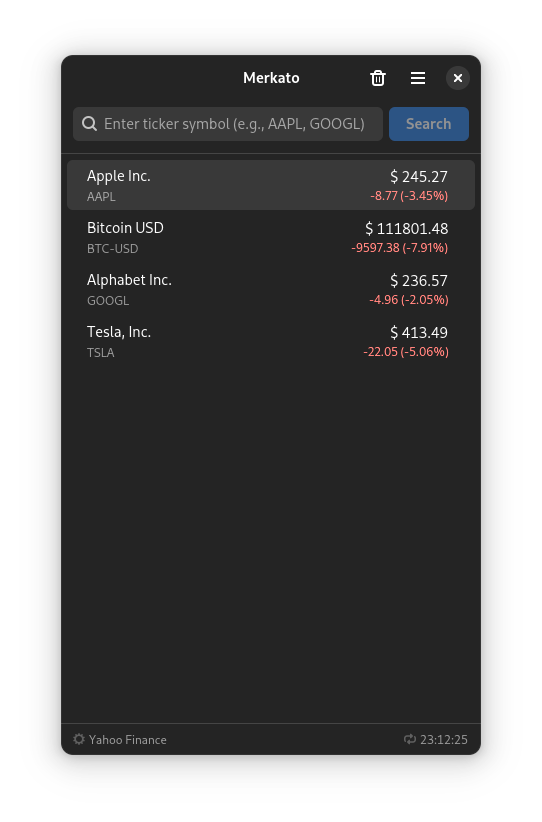 Merkato
Enter ticker symbol (e.g., AAPL, GOOGL)
Search
Apple Inc.
$ 245.27
AAPL
-8.77 (-3.45%)
Bitcoin USD
$ 111801.48
BTC-USD
-9597.38 (-7.91%)
Alphabet Inc.
$ 236.57
GOOGL
-4.96 (-2.05%)
Tesla, Inc.
$ 413.49
TSLA
-22.05 (-5.06%)
Yahoo Finance
23:12:25